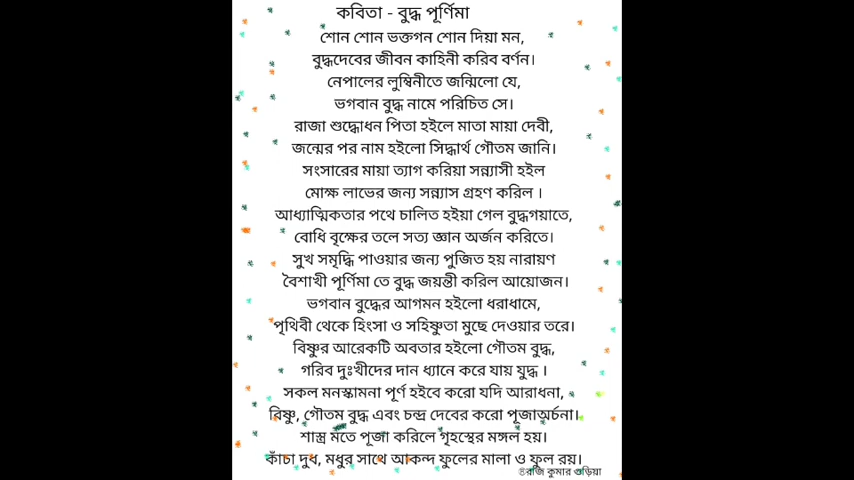 কবিতা - বুদ্ধ পূর্ণিমা
শোন শোন ভক্তগন শোন দিয়া মন,
বুদ্ধদেবের জীবন কাহিনী করিব বর্ণন।
নেপালের লুম্বিনীতে জন্মিলো যে,
ভগবান বুদ্ধ নামে পরিচিত সে।
রাজা শুদ্ধোধন পিতা হইলে মাতা মায়া দেবী,
জন্মের পর নাম হইলো সিদ্ধার্থ গৌতম জানি।
সংসারের মায়া ত্যাগ করিয়া সন্ন্যাসী হইল
মোক্ষ লাভের জন্য সন্ন্যাস গ্রহণ করিল ।
আধ্যাত্মিকতার পথে চালিত হইয়া গেল বুদ্ধগয়াতে,
বোধি বৃক্ষের তলে সত্য জ্ঞান অর্জন করিতে।
সুখ সমৃদ্ধি পাওয়ার জন্য পুজিত হয় নারায়ণ
বৈশাখী পূর্ণিমা তে বুদ্ধ জয়ন্তী করিল আয়োজন।
ভগবান বুদ্ধের আগমন হইলো ধরাধামে,
পৃথিবী থেকে হিংসা ও সহিষ্ণুতা মুছে দেওয়ার তরে।
বিষ্ণুর আরেকটি অবতার হইলো গৌতম বুদ্ধ,
গরিব দুঃখীদের দান ধ্যানে করে যায় যুদ্ধ ।
সকল মনস্কামনা পূর্ণ হইবে করো যদি আরাধনা,
বিষ্ণু, গৌতম বুদ্ধ এবং চন্দ্র দেবের করো পূজাঅর্চনা।
শাস্ত্র মতে পূজা করিলে গৃহস্থের মঙ্গল হয়।
কাঁচা দুধ, মধুর সাথে আকন্দ ফুলের মালা ও ফুল রয়।
®রাজ কুমার গুড়িয়া